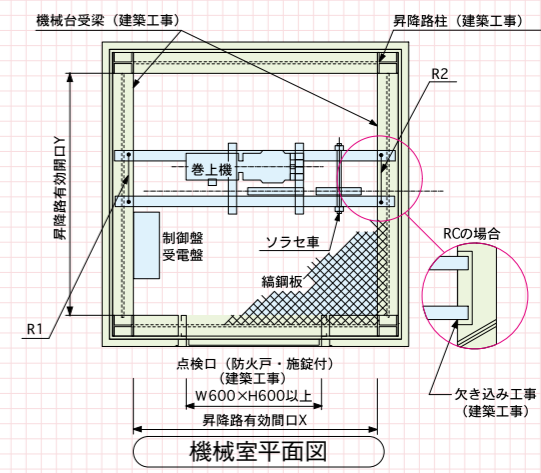 機械台受梁（建築工事）
昇降路柱（建築工事）
R2
昇降路有効開口Y
巻上機
制御盤
受電盤
ソラセ車
RCの場合
縞鋼板
R1
点検口（防火戸・施錠付）
（建築工事）
W600×H600以上
欠き込み工事
（建築工事）
昇降路有効間口X
機械室平面図